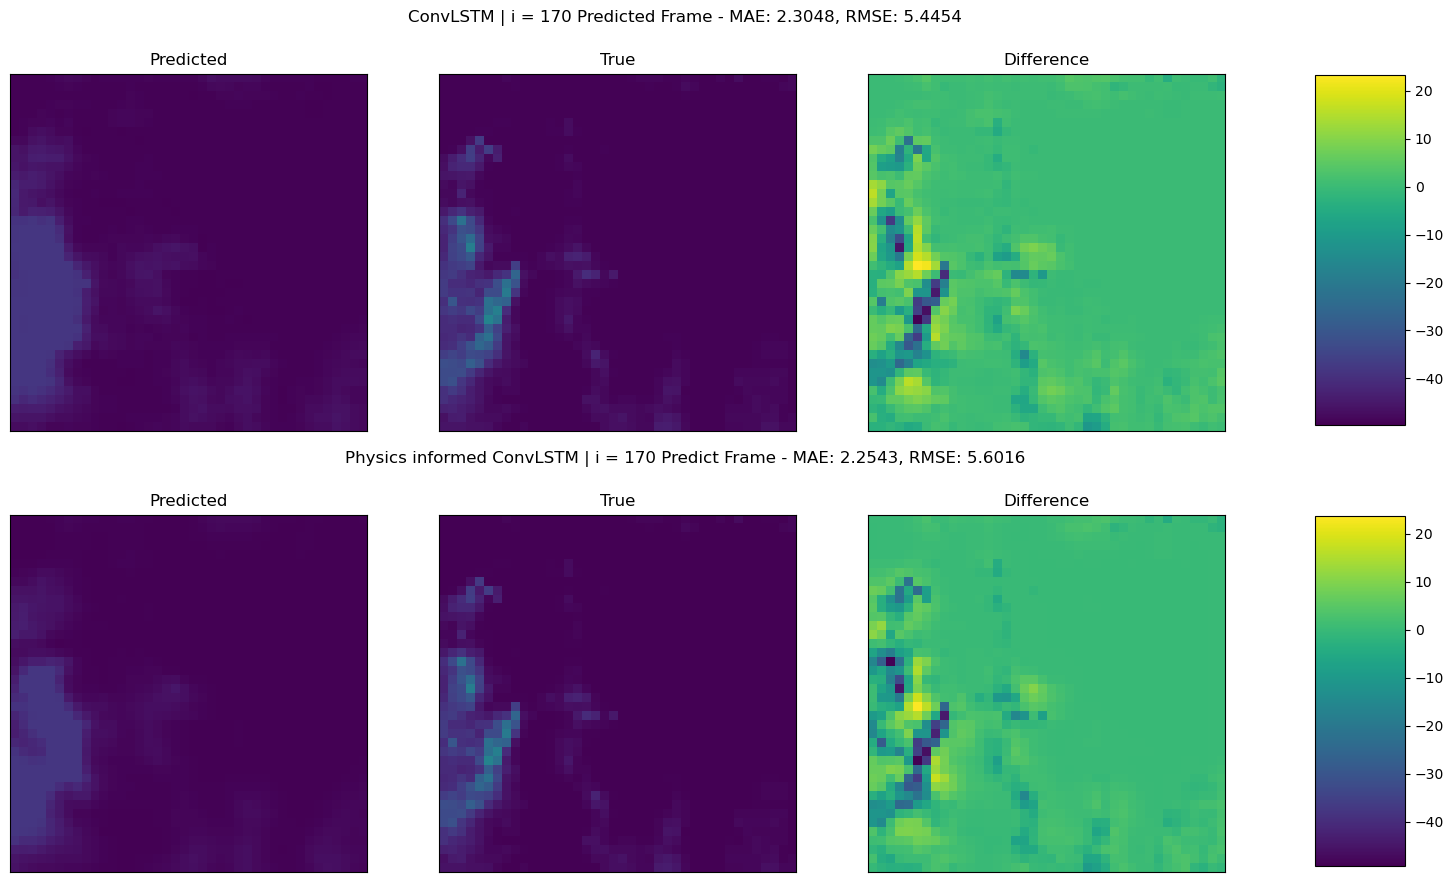 ConvLSTM | i = 170 Predicted Frame - MAE: 2.3048, RMSE: 5.4454
Predicted
True
Difference
20
10
0
−10
−20
−30
−40
Physics informed ConvLSTM | i = 170 Predict Frame - MAE: 2.2543, RMSE: 5.6016
Predicted
True
Difference
20
10
0
−10
−20
−30
−40